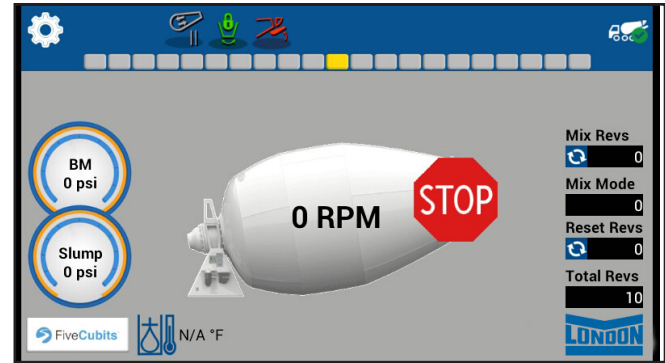 BM
0 psi
Slump
0 psi
0 RPM
STOP
Mix Revs
0
Mix Mode
0
Reset Revs
0
Total Revs
10
FiveCubits
N/A °F
LONDON